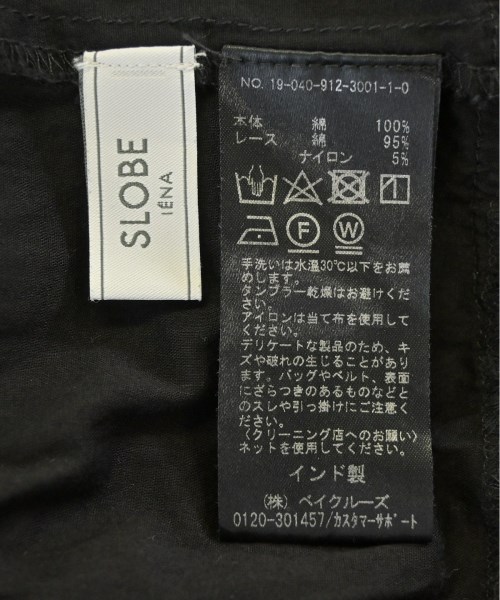 SLOBE
IÉNA
NO. 19-040-912-3001-1-0
本体 綿 100%
レース 綿 95%
ナイロン 5%
F
W
手洗いは水温30℃以下をお薦
めします。
タンブラー乾燥はお避けくだ
さい。
アイロンは当て布を使用して
ください。
デリケートな製品のため、キ
ズや破れの生じることがあり
ます。バッグやベルト、表面
にざらつきのあるものなどと
のスレや引っ掛けにご注意く
ださい。
〈クリーニング店へのお願い〉
ネットを使用してください。
インド製
(株) ベイクルーズ
0120-301457/カスタマーサポート